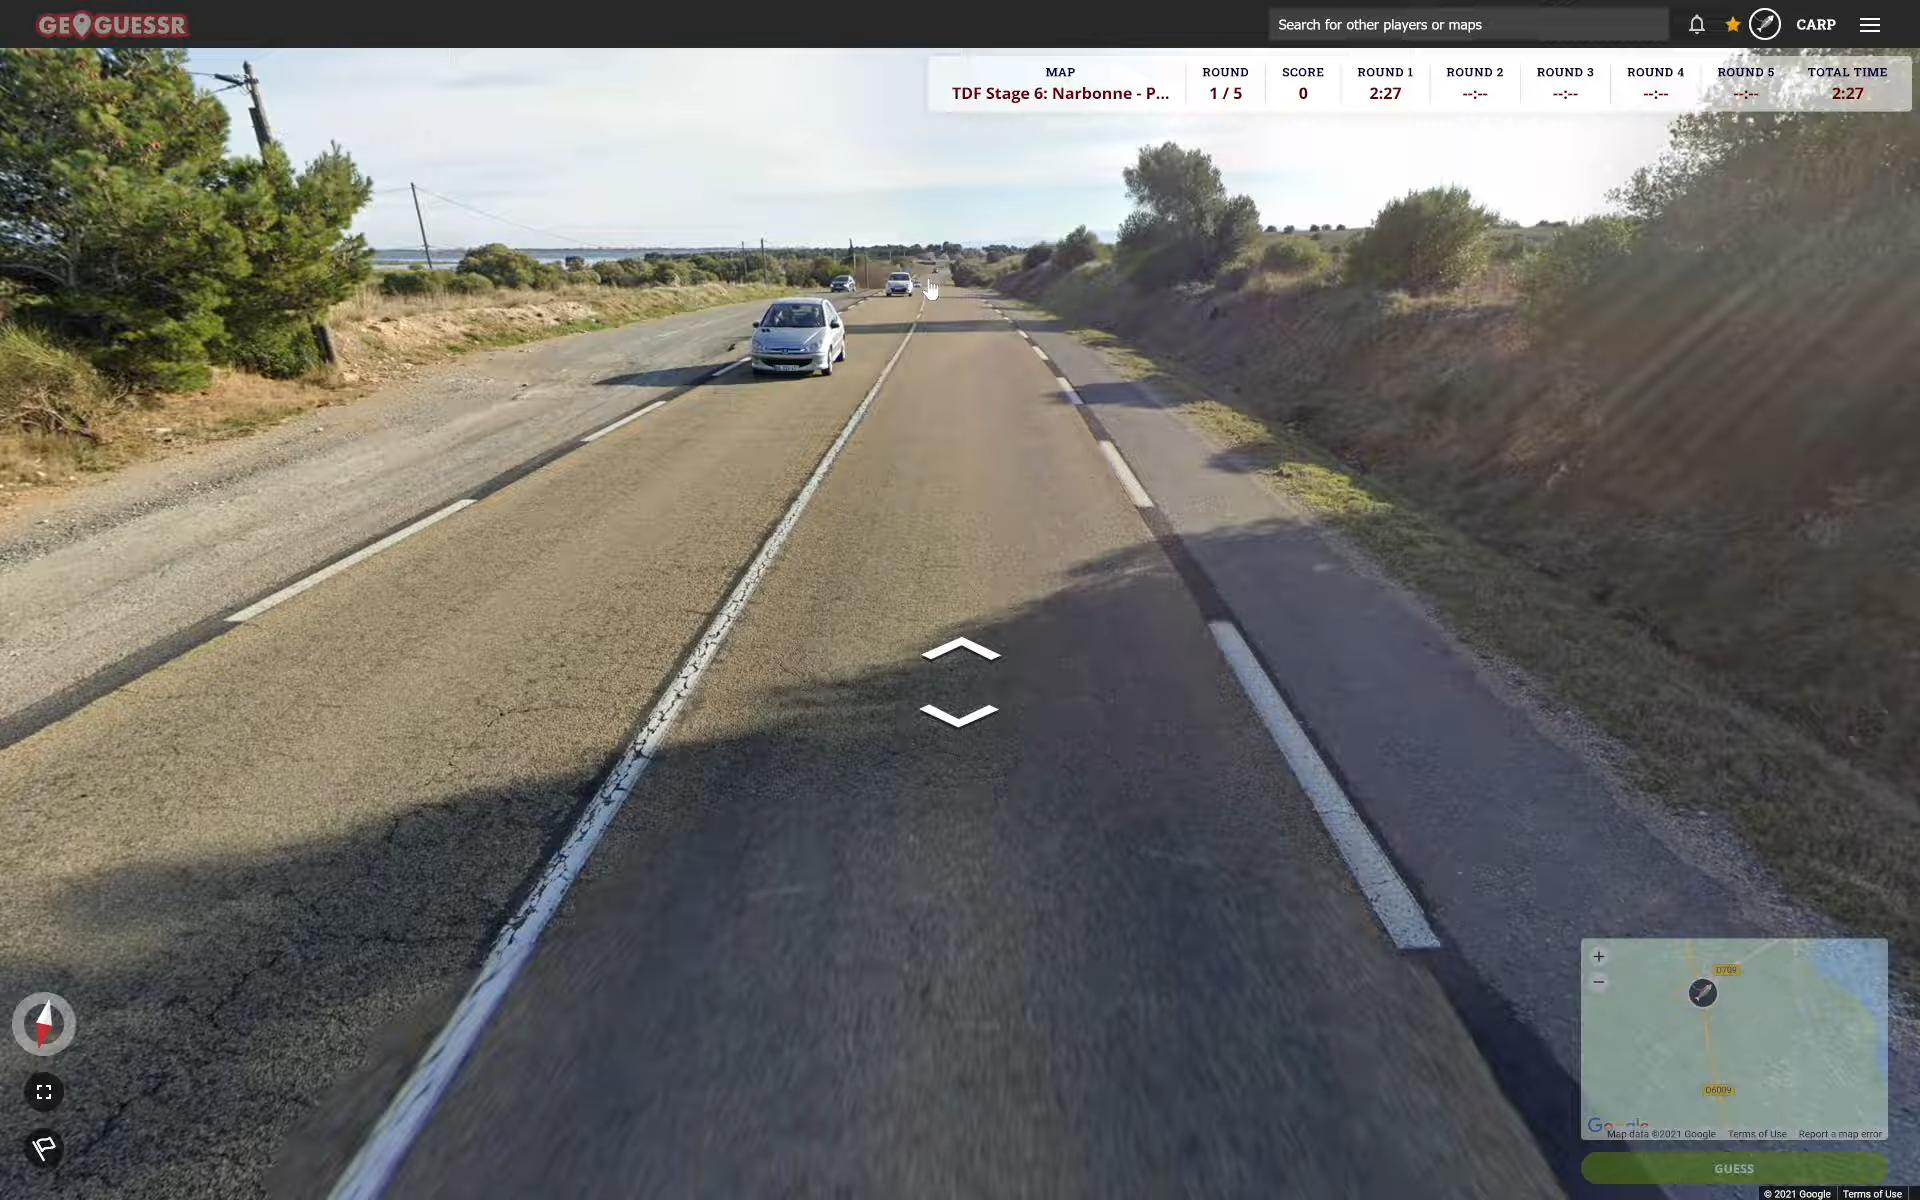 GEOGUESSR
Search for other players or maps
CARP
MAP
TDF Stage 6: Narbonne - P...
ROUND
1 / 5
SCORE
0
ROUND 1
2:27
ROUND 2
--:--
ROUND 3
--:--
ROUND 4
--:--
ROUND 5
--:--
TOTAL TIME
2:27
+
−
D709
D6009
Google
Map data ©2021 Google
Terms of Use
Report a map error
GUESS
© 2021 Google
Terms of Use